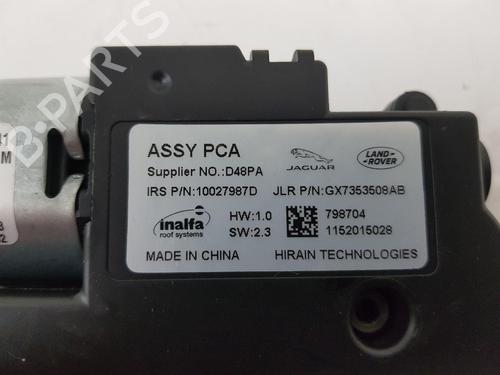 ASSY PCA
Supplier NO.:D48PA
JAGUAR
LAND-ROVER
IRS P/N:10027987D JLR P/N:GX7353508AB
inalfa
roof systems
HW:1.0
SW:2.3
798704
1152015028
MADE IN CHINA
HIRAIN TECHNOLOGIES
B-PARTS